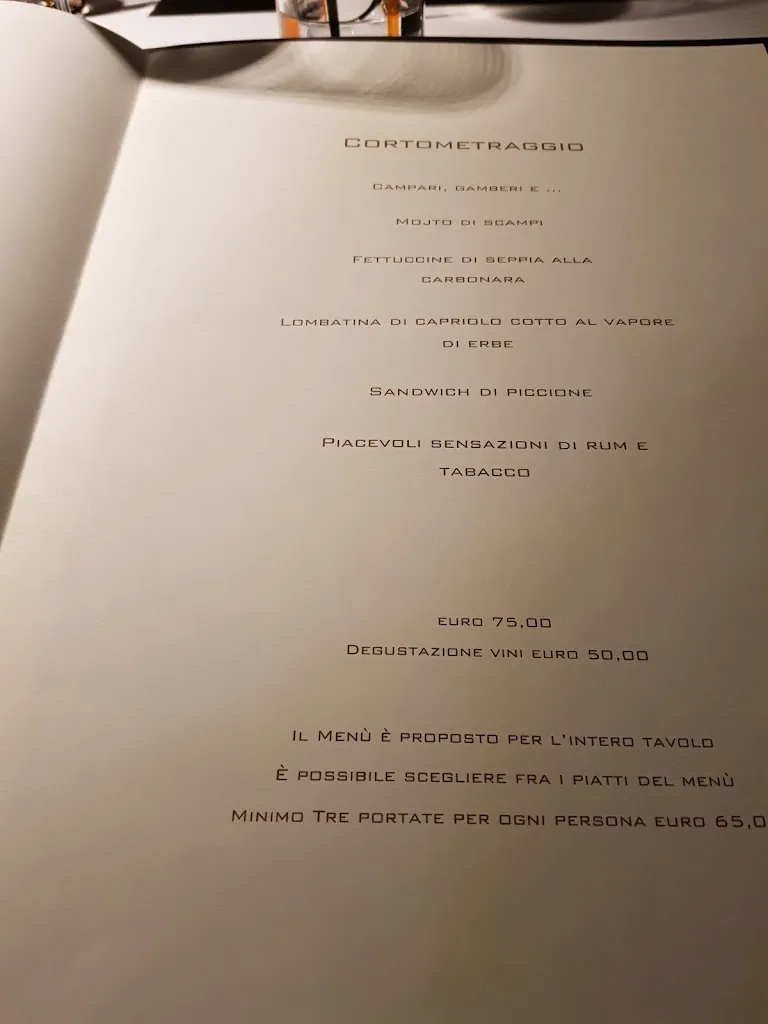 Cortometraggio
Campari, gamberi e ...
Mojto di scampi
Fettuccine di seppia alla
carbonara
Lombatina di capriolo cotto al vapore
di erbe
Sandwich di piccione
Piacevoli sensazioni di rum e
tabacco
euro 75,00
Degustazione vini euro 50,00
Il Menù è proposto per l'intero tavolo
È possibile scegliere fra i piatti del menù
Minimo Tre portate per ogni persona euro 65,0